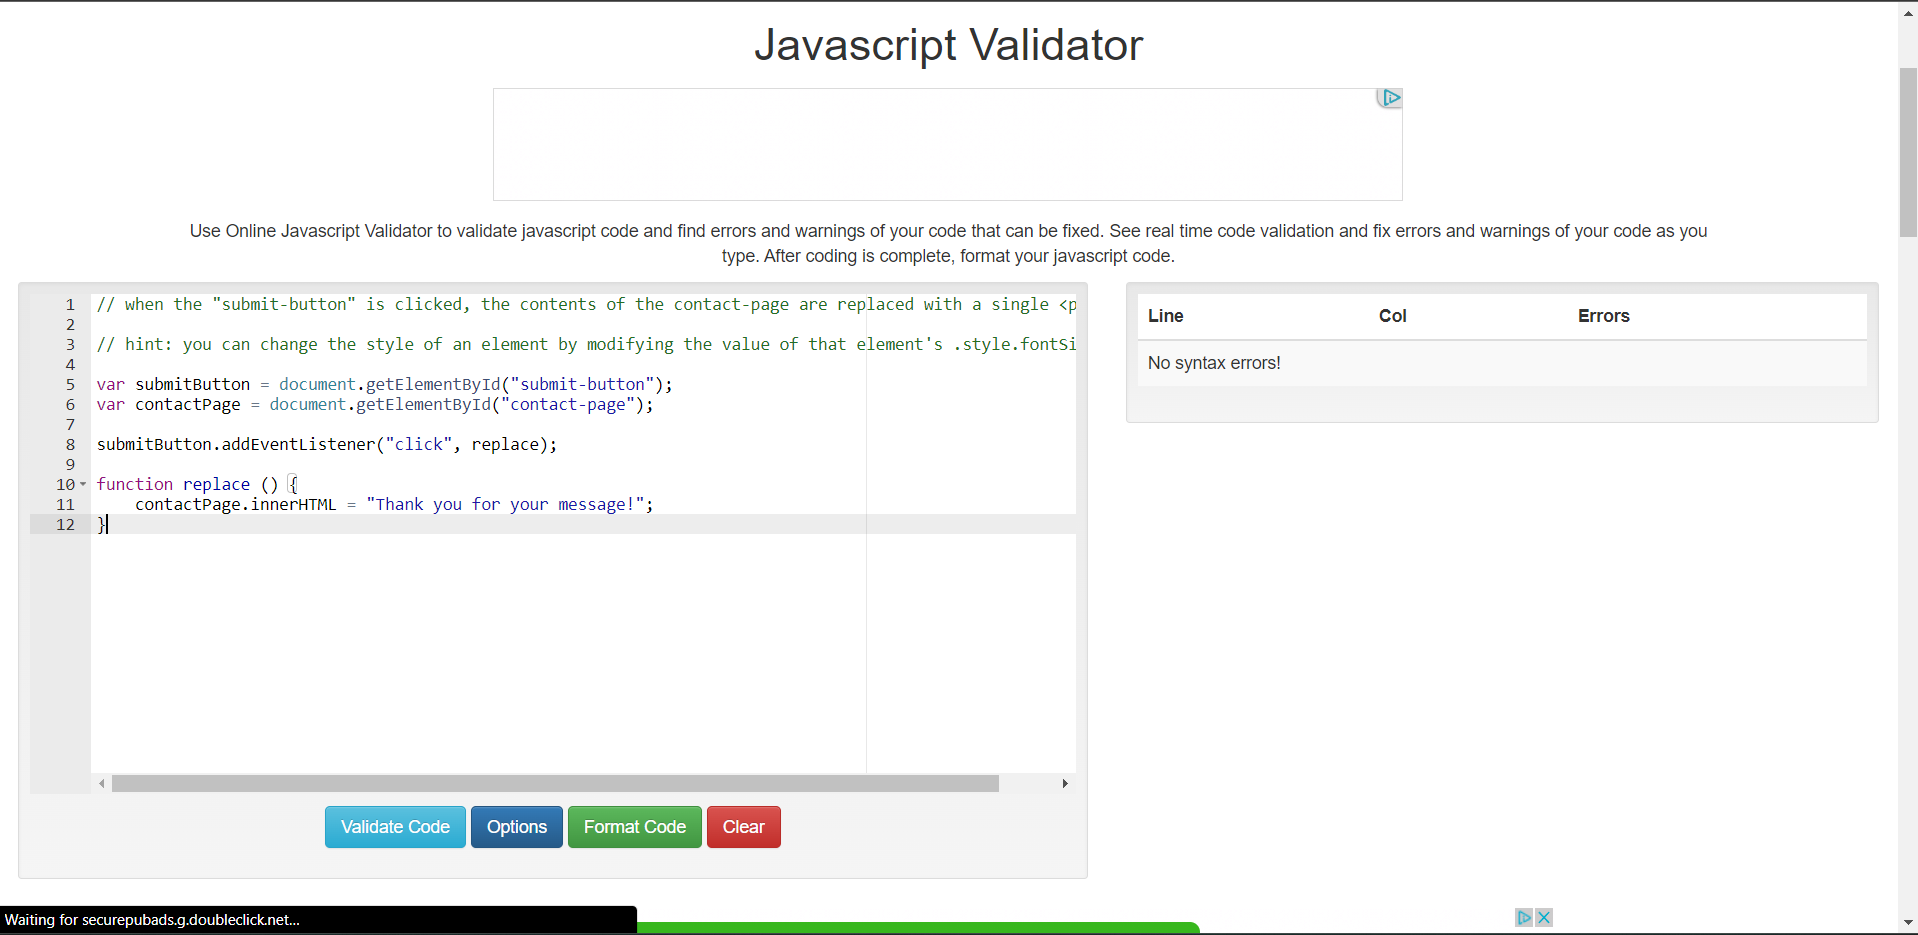 Javascript Validator
Use Online Javascript Validator to validate javascript code and find errors and warnings of your code that can be fixed. See real time code validation and fix errors and warnings of your code as you
type. After coding is complete, format your javascript code.
1 // when the "submit-button" is clicked, the contents of the contact-page are replaced with a single <p
2
3 // hint: you can change the style of an element by modifying the value of that element's .style.fontSi
4
5 var submitButton = document.getElementById("submit-button");
6 var contactPage = document.getElementById("contact-page");
7
8 submitButton.addEventListener("click", replace);
9
10 function replace () {
11 contactPage.innerHTML = "Thank you for your message!";
12 }
Line Col Errors
No syntax errors!
Validate Code Options Format Code Clear
Waiting for securepubads.g.doubleclick.net...